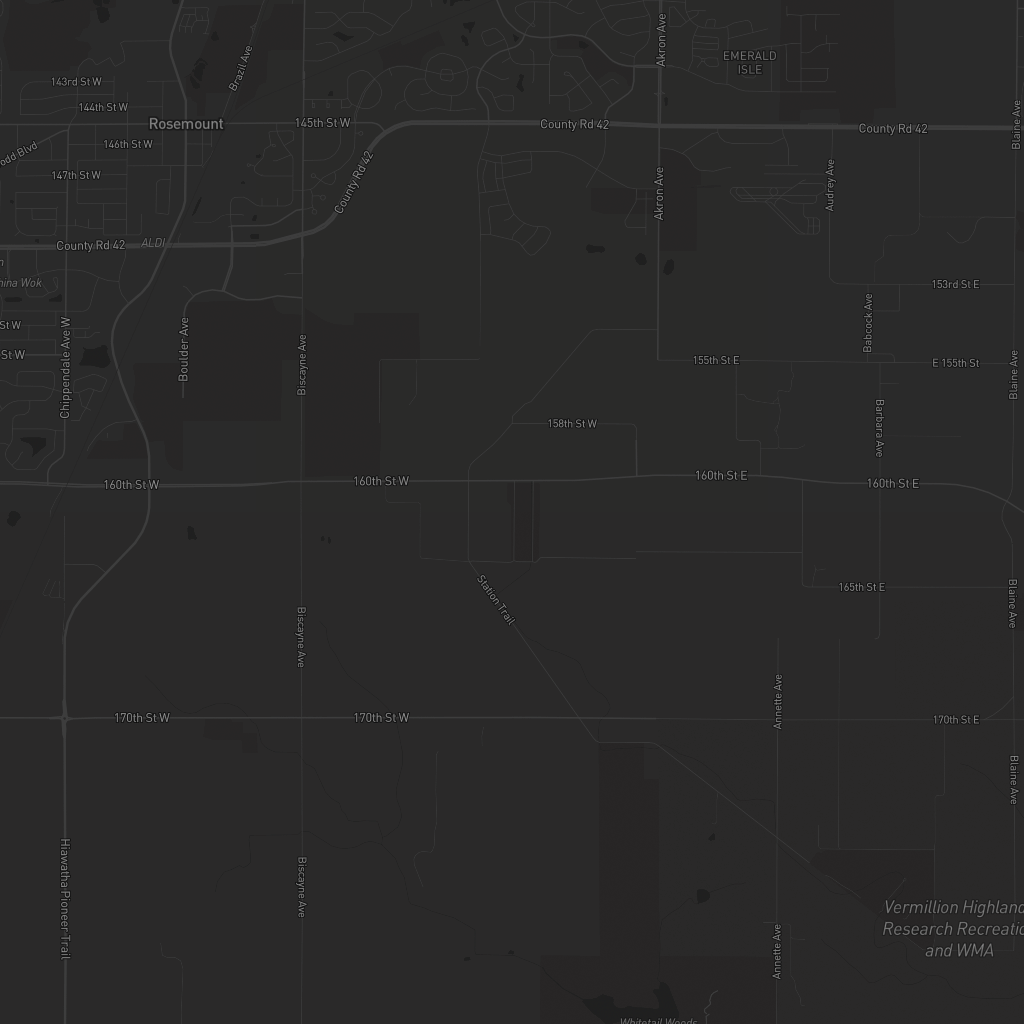 EMERALD
ISLE
Akron Ave
Brazil Ave
143rd St W
144th St W
Rosemount
145th St W
County Rd 42
County Rd 42
Blaine Ave
146th St W
odd Blvd
147th St W
County Rd 42
Audrey Ave
Akron Ave
County Rd 42
ALDI
hina Wok
153rd St E
St W
Chippendale Ave W
Boulder Ave
Biscayne Ave
Babcock Ave
St W
155th St E
E 155th St
Blaine Ave
158th St W
Barbara Ave
160th St W
160th St W
160th St E
160th St E
Station Trail
165th St E
Blaine Ave
Biscayne Ave
Annette Ave
170th St W
170th St W
170th St E
Blaine Ave
Hiawatha Pioneer Trail
Biscayne Ave
Vermillion Highland
Research Recreatio
and WMA
Annette Ave
Whitetail Woods